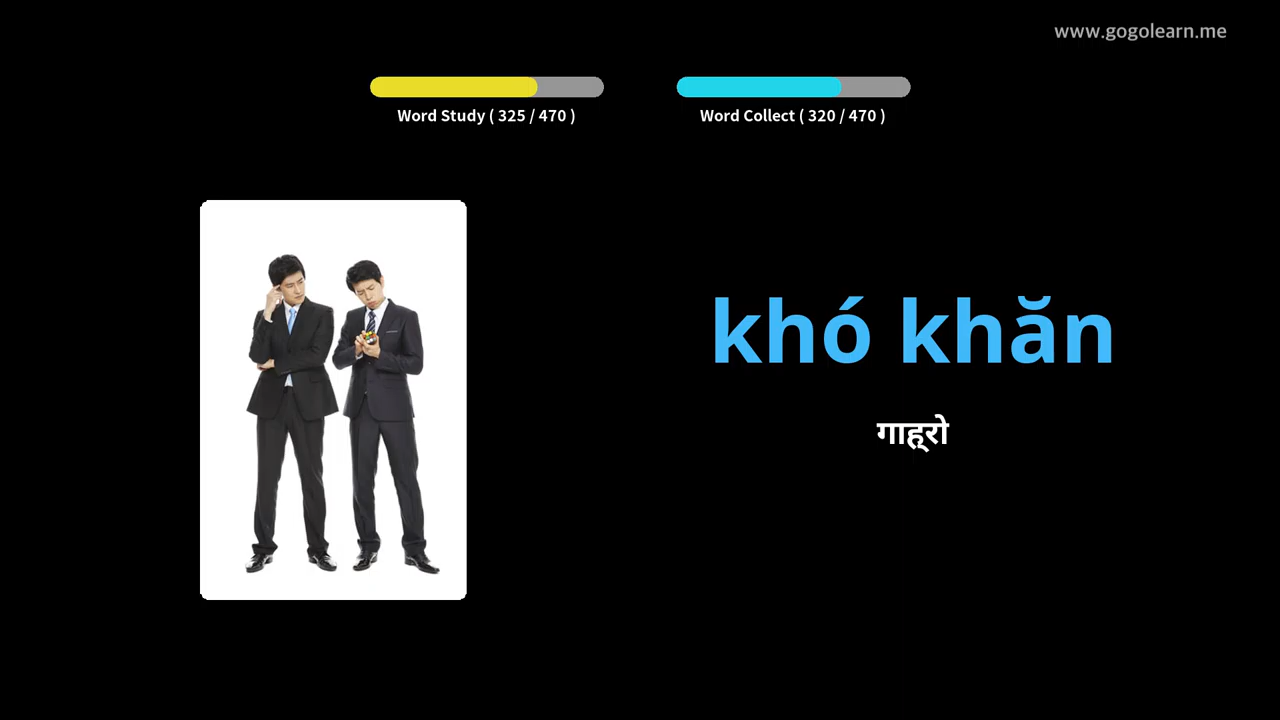 www.gogolearn.me
Word Study ( 325 / 470 )
Word Collect ( 320 / 470 )
khó khăn
गाह्रो